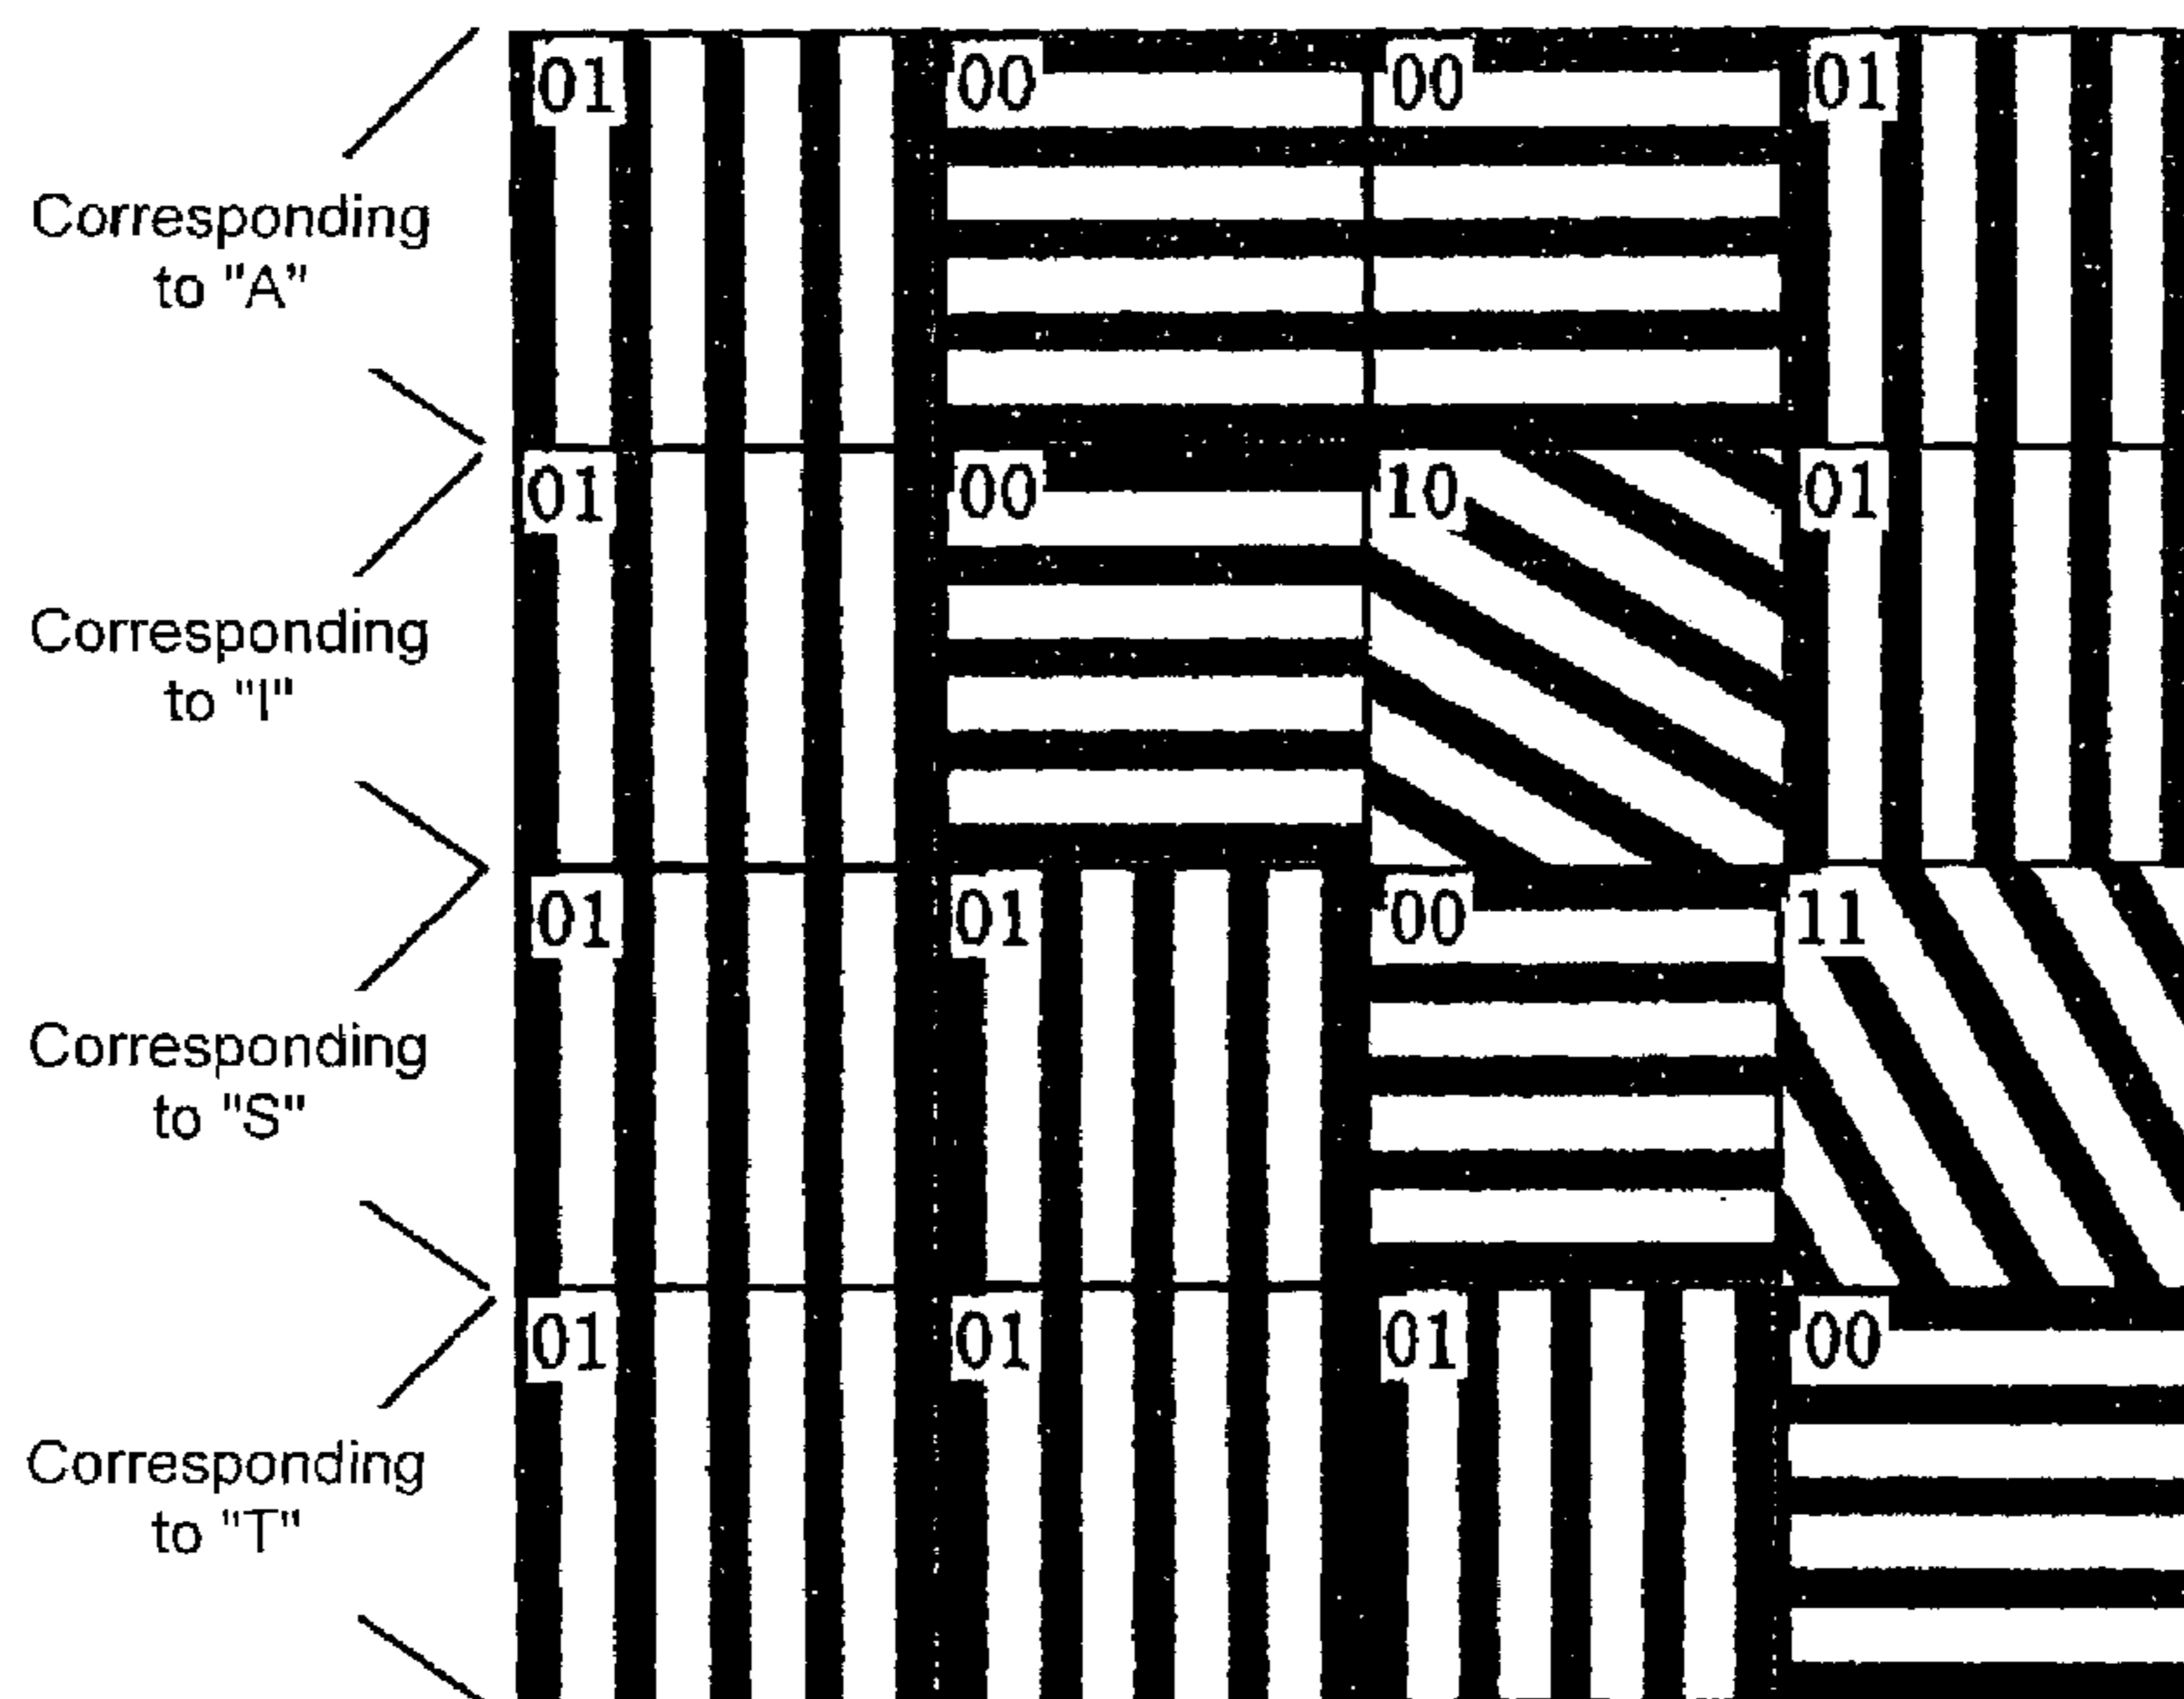 01 00 00 01
Corresponding
to "A"
01 00 10 01
Corresponding
to "I"
01 01 00 11
Corresponding
to "S"
01 01 01 00
Corresponding
to "T"